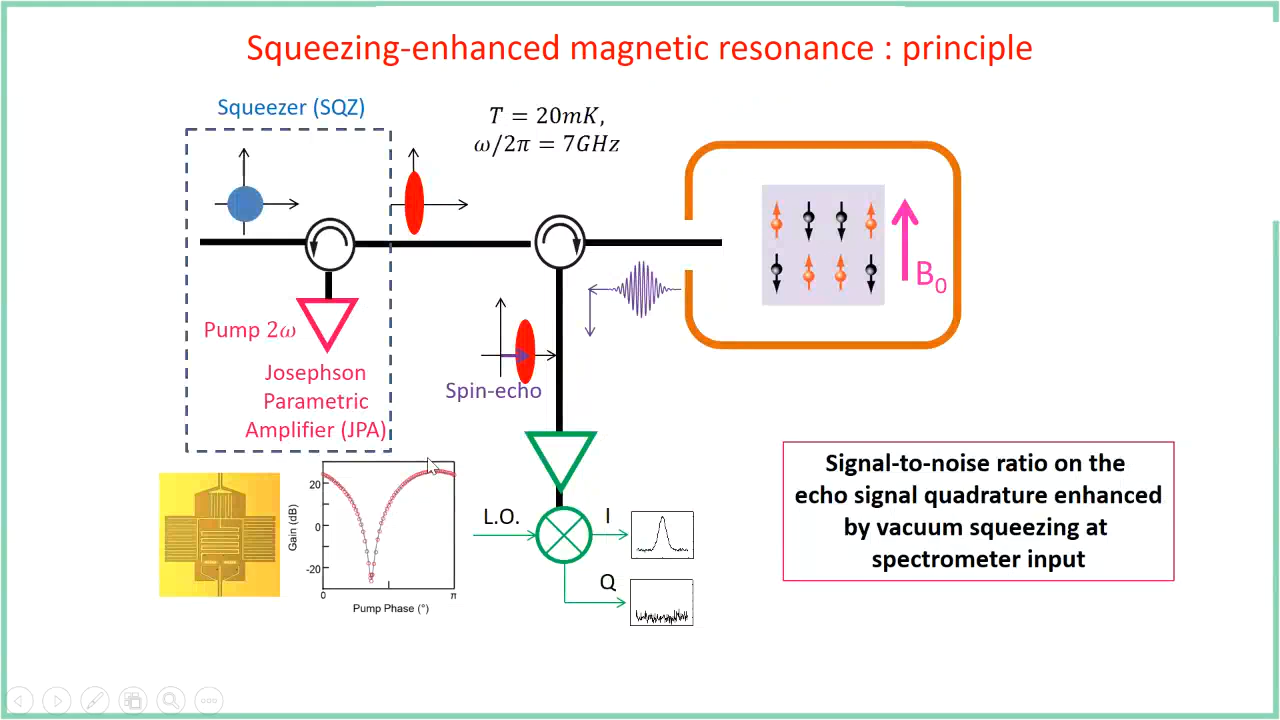 Squeezing-enhanced magnetic resonance : principle
Squeezer (SQZ)
T = 20mK,
ω/2π = 7GHz
B₀
Pump 2ω
Josephson
Parametric
Amplifier (JPA)
Spin-echo
20
0
-20
Gain (dB)
0
π
Pump Phase (°)
L.O.
I
Q
Signal-to-noise ratio on the
echo signal quadrature enhanced
by vacuum squeezing at
spectrometer input